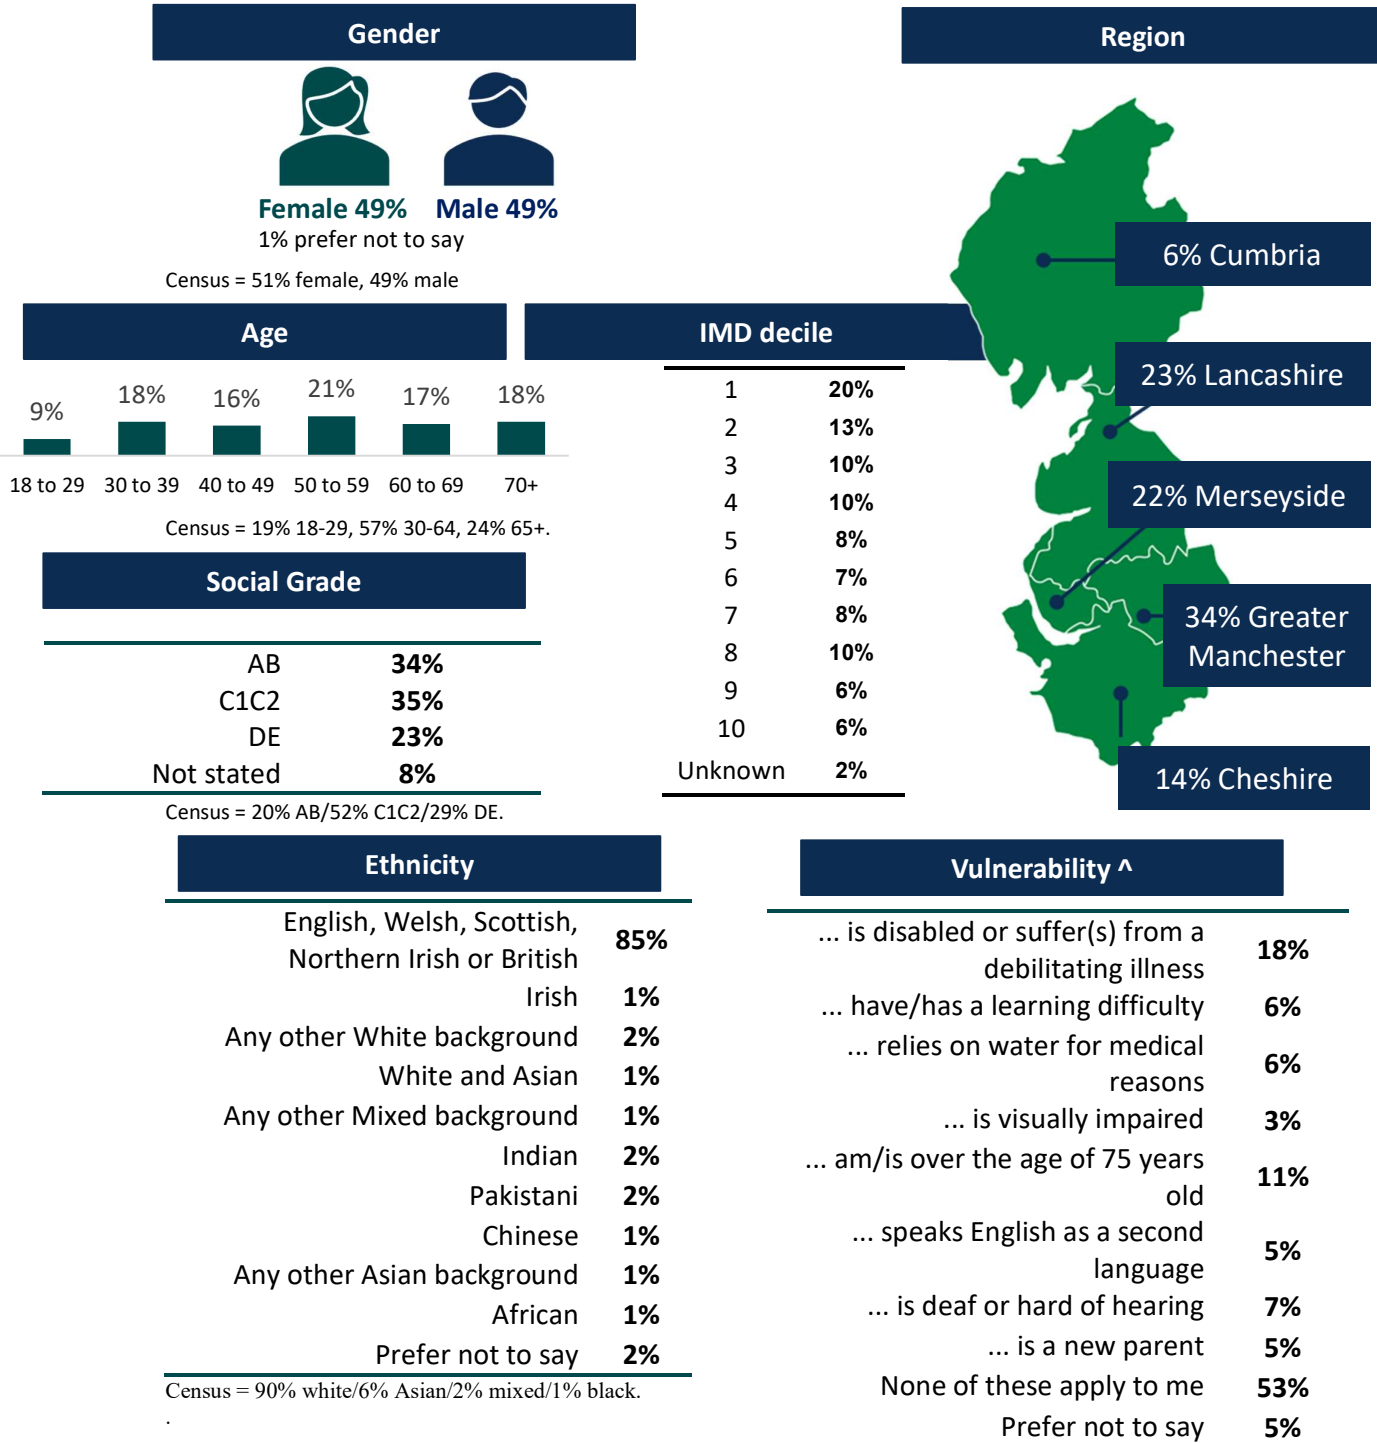 Gender
Female 49%
Male 49%
1% prefer not to say
Census = 51% female, 49% male
Region
6% Cumbria
23% Lancashire
22% Merseyside
34% Greater
Manchester
14% Cheshire
Age
9%
18%
16%
21%
17%
18%
18 to 29
30 to 39
40 to 49
50 to 59
60 to 69
70+
Census = 19% 18-29, 57% 30-64, 24% 65+.
IMD decile
1 20%
2 13%
3 10%
4 10%
5 8%
6 7%
7 8%
8 10%
9 6%
10 6%
Unknown 2%
Social Grade
AB 34%
C1C2 35%
DE 23%
Not stated 8%
Census = 20% AB/52% C1C2/29% DE.
Ethnicity
English, Welsh, Scottish,
Northern Irish or British 85%
Irish 1%
Any other White background 2%
White and Asian 1%
Any other Mixed background 1%
Indian 2%
Pakistani 2%
Chinese 1%
Any other Asian background 1%
African 1%
Prefer not to say 2%
Census = 90% white/6% Asian/2% mixed/1% black.
.
Vulnerability ^
... is disabled or suffer(s) from a
debilitating illness 18%
... have/has a learning difficulty 6%
... relies on water for medical
reasons 6%
... is visually impaired 3%
... am/is over the age of 75 years
old 11%
... speaks English as a second
language 5%
... is deaf or hard of hearing 7%
... is a new parent 5%
None of these apply to me 53%
Prefer not to say 5%